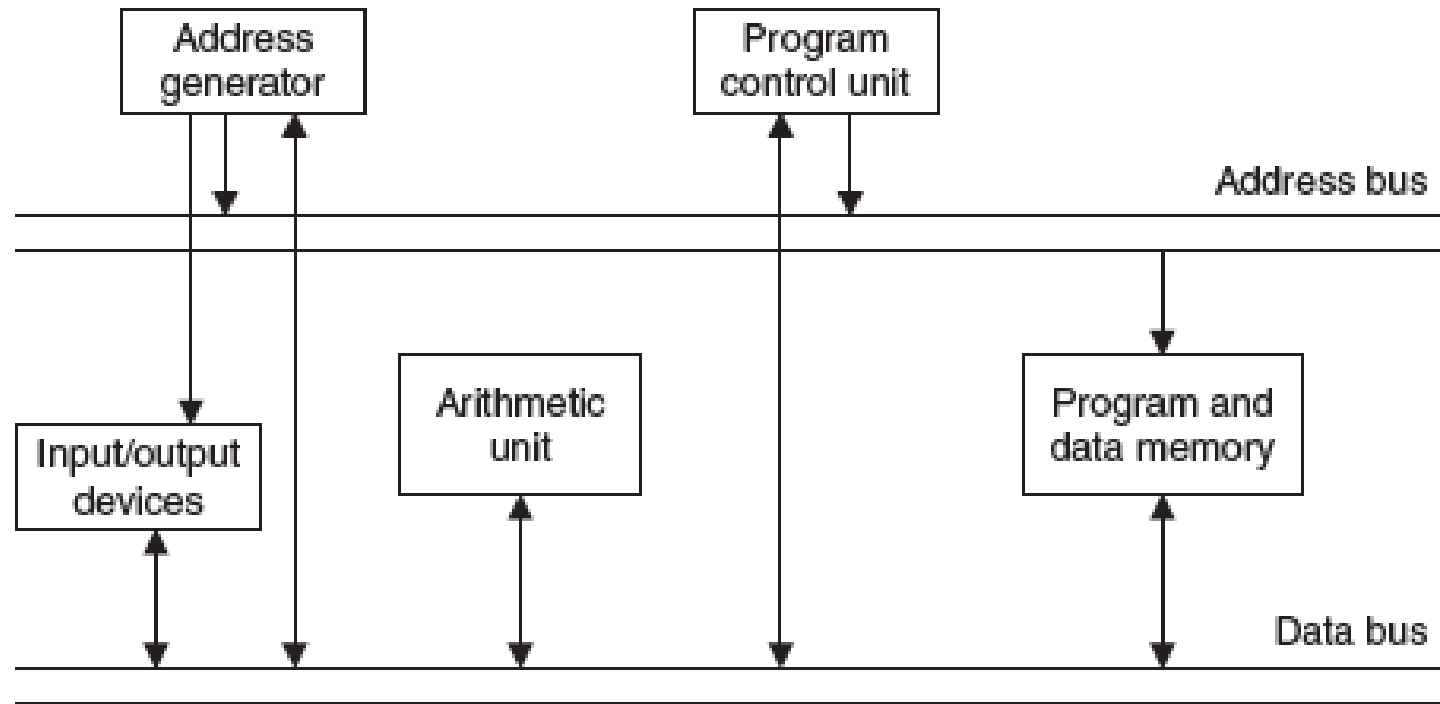 Address
generator
Program
control unit
Address bus
Arithmetic
unit
Program and
data memory
Input/output
devices
Data bus